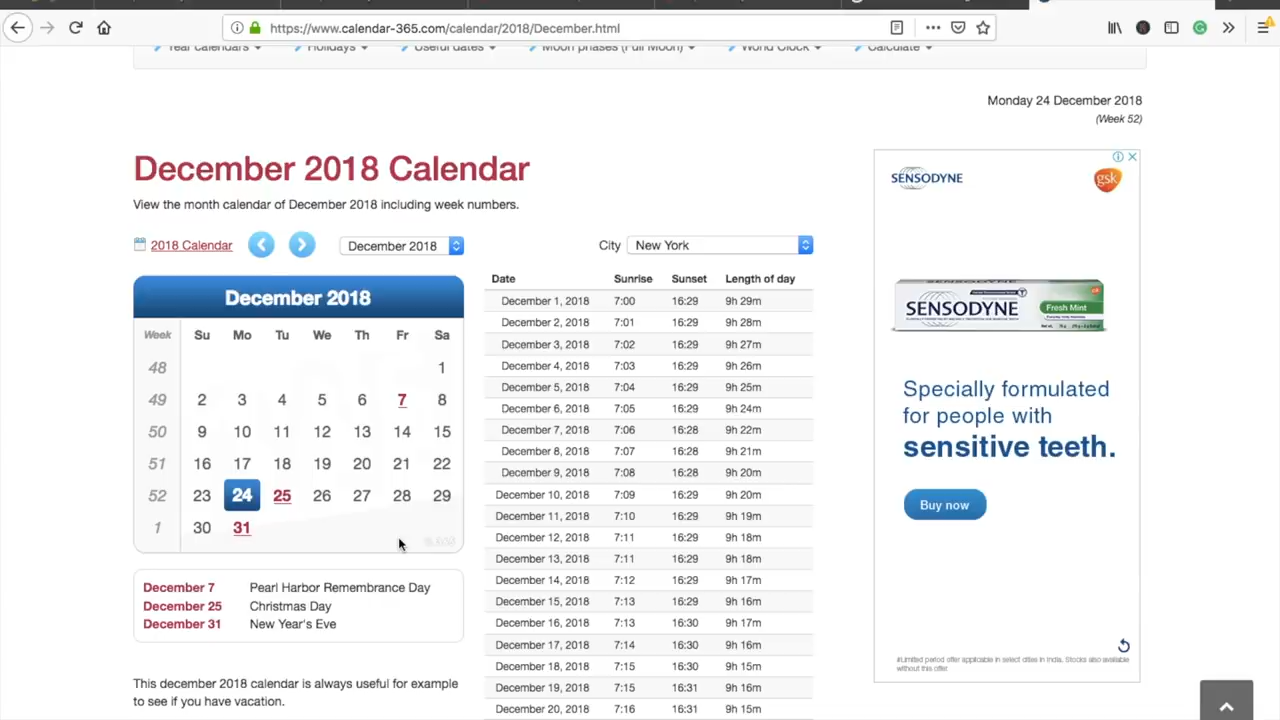 https://www.calendar-365.com/calendar/2018/December.html
Year calendars Holidays Useful dates Moon phases (Full Moon) World Clock Calculate
Monday 24 December 2018
(Week 52)
December 2018 Calendar
View the month calendar of December 2018 including week numbers.
2018 Calendar December 2018 City New York
December 2018
Week Su Mo Tu We Th Fr Sa
48 1
49 2 3 4 5 6 7 8
50 9 10 11 12 13 14 15
51 16 17 18 19 20 21 22
52 23 24 25 26 27 28 29
1 30 31
December 7 Pearl Harbor Remembrance Day
December 25 Christmas Day
December 31 New Year's Eve
This december 2018 calendar is always useful for example
to see if you have vacation.
Date Sunrise Sunset Length of day
December 1, 2018 7:00 16:29 9h 29m
December 2, 2018 7:01 16:29 9h 28m
December 3, 2018 7:02 16:29 9h 27m
December 4, 2018 7:03 16:29 9h 26m
December 5, 2018 7:04 16:29 9h 25m
December 6, 2018 7:05 16:29 9h 24m
December 7, 2018 7:06 16:28 9h 22m
December 8, 2018 7:07 16:28 9h 21m
December 9, 2018 7:08 16:28 9h 20m
December 10, 2018 7:09 16:29 9h 20m
December 11, 2018 7:10 16:29 9h 19m
December 12, 2018 7:11 16:29 9h 18m
December 13, 2018 7:11 16:29 9h 18m
December 14, 2018 7:12 16:29 9h 17m
December 15, 2018 7:13 16:29 9h 16m
December 16, 2018 7:13 16:30 9h 17m
December 17, 2018 7:14 16:30 9h 16m
December 18, 2018 7:15 16:30 9h 15m
December 19, 2018 7:15 16:31 9h 16m
December 20, 2018 7:16 16:31 9h 15m
SENSODYNE gsk
SENSODYNE Fresh Mint
Specially formulated
for people with
sensitive teeth.
Buy now
#Limited period offer applicable in select cities in India. Stocks also available
without this offer.